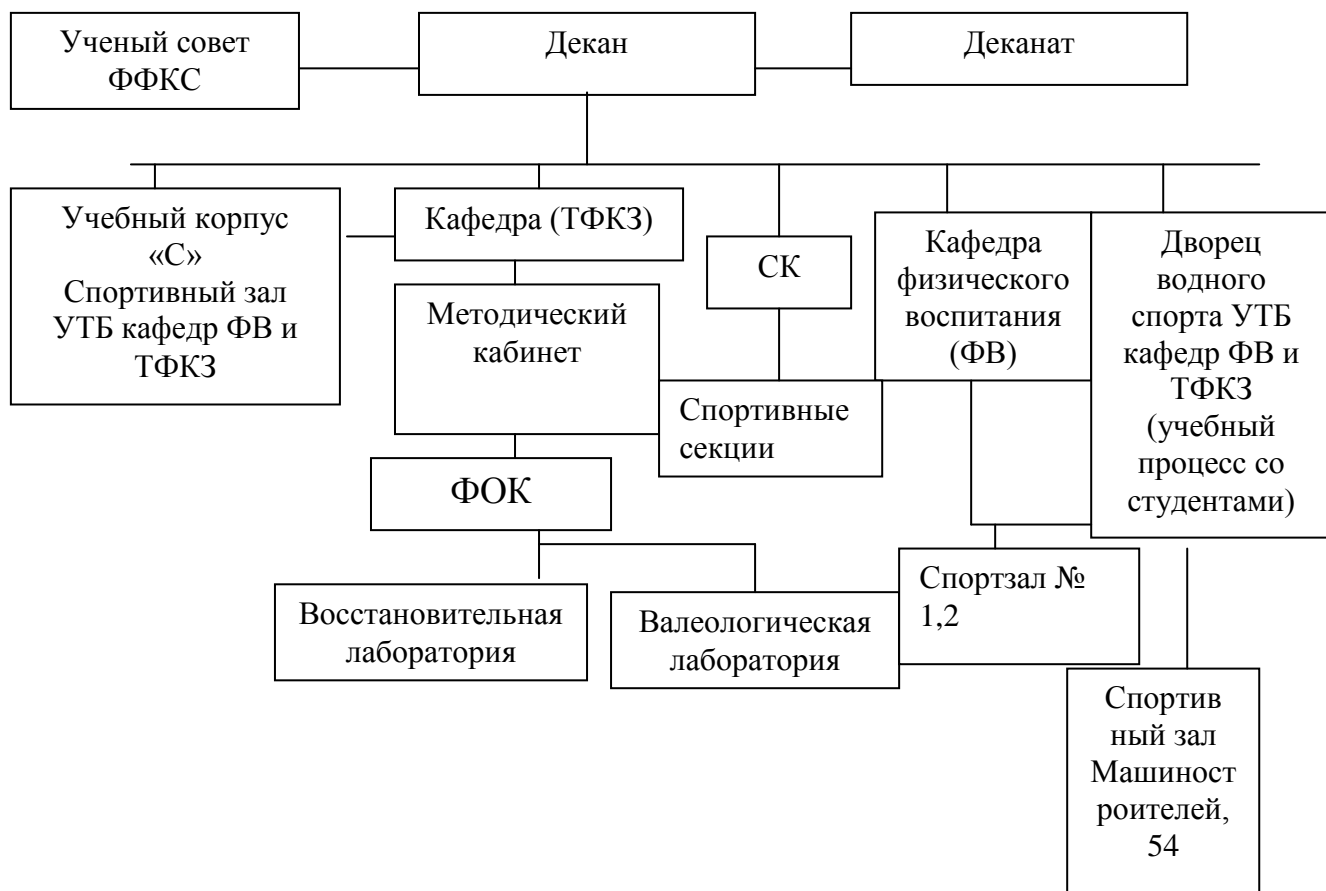 Ученый совет
ФФКС
Декан
Деканат
Учебный корпус
«С»
Спортивный зал
УТБ кафедр ФВ и
ТФКЗ
Кафедра (ТФКЗ)
СК
Кафедра
физического
воспитания
(ФВ)
Дворец
водного
спорта УТБ
кафедр ФВ и
ТФКЗ
(учебный
процесс со
студентами)
Методический
кабинет
Спортивные
секции
ФОК
Восстановительная
лаборатория
Валеологическая
лаборатория
Спортзал №
1,2
Спортив
ный зал
Машиност
роителей,
54